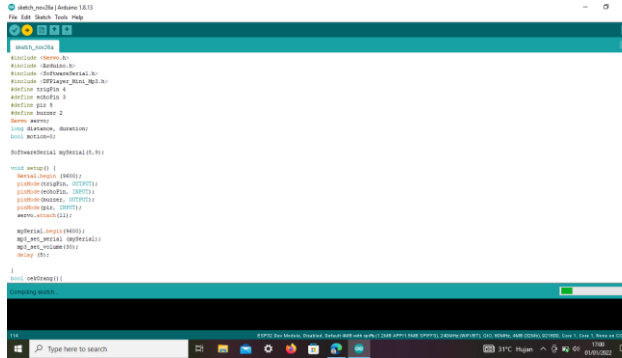 sketch_nov28a | Arduino 1.8.13
File Edit Sketch Tools Help
sketch_nov28a
#include <Servo.h>
#include <Arduino.h>
#include <SoftwareSerial.h>
#include <DFPlayer_Mini_Mp3.h>
#define trigPin 4
#define echoPin 3
#define pir 5
#define buzzer 2
Servo servo;
long distance, duration;
bool motion=0;
SoftwareSerial mySerial(8,9);
void setup() {
Serial.begin (9600);
pinMode(trigPin, OUTPUT);
pinMode(echoPin, INPUT);
pinMode(buzzer, OUTPUT);
pinMode(pir, INPUT);
servo.attach(11);
mySerial.begin(9600);
mp3_set_serial (mySerial);
mp3_set_volume(30);
delay (5);
}
bool cekOrang(){
Compiling sketch...
114
Type here to search
31°C Hujan
17:00
01/01/2022